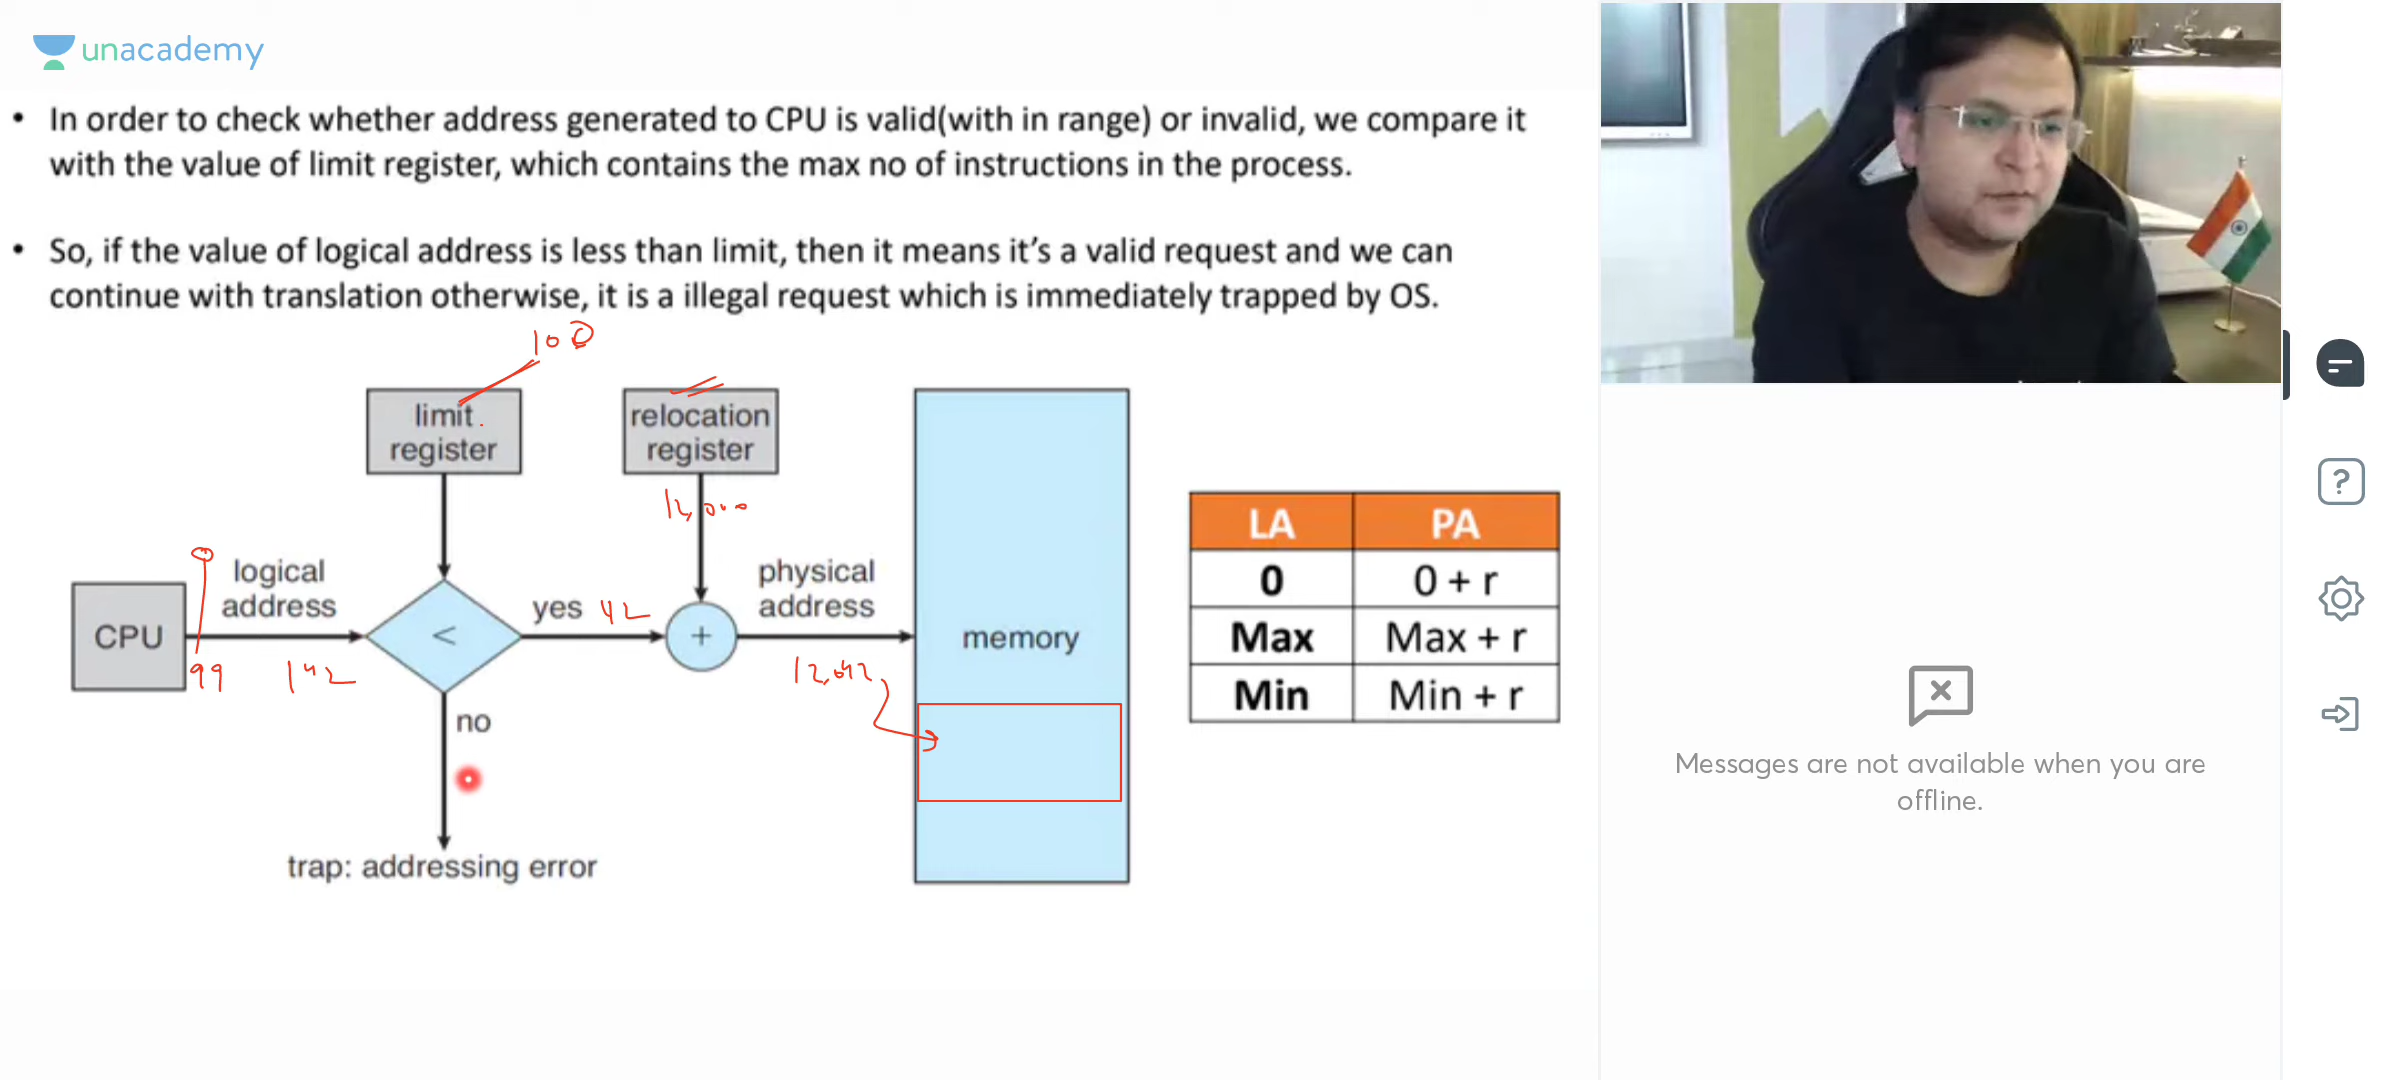 unacademy
• In order to check whether address generated to CPU is valid(with in range) or invalid, we compare it
with the value of limit register, which contains the max no of instructions in the process.
• So, if the value of logical address is less than limit, then it means it's a valid request and we can
continue with translation otherwise, it is a illegal request which is immediately trapped by OS.
100
limit
register
relocation
register
12,000
LA PA
0 0 + r
Max Max + r
Min Min + r
0
logical
address
CPU
<
yes 42
+
physical
address
memory
99 142
12,042
no
trap: addressing error
?
Messages are not available when you are
offline.